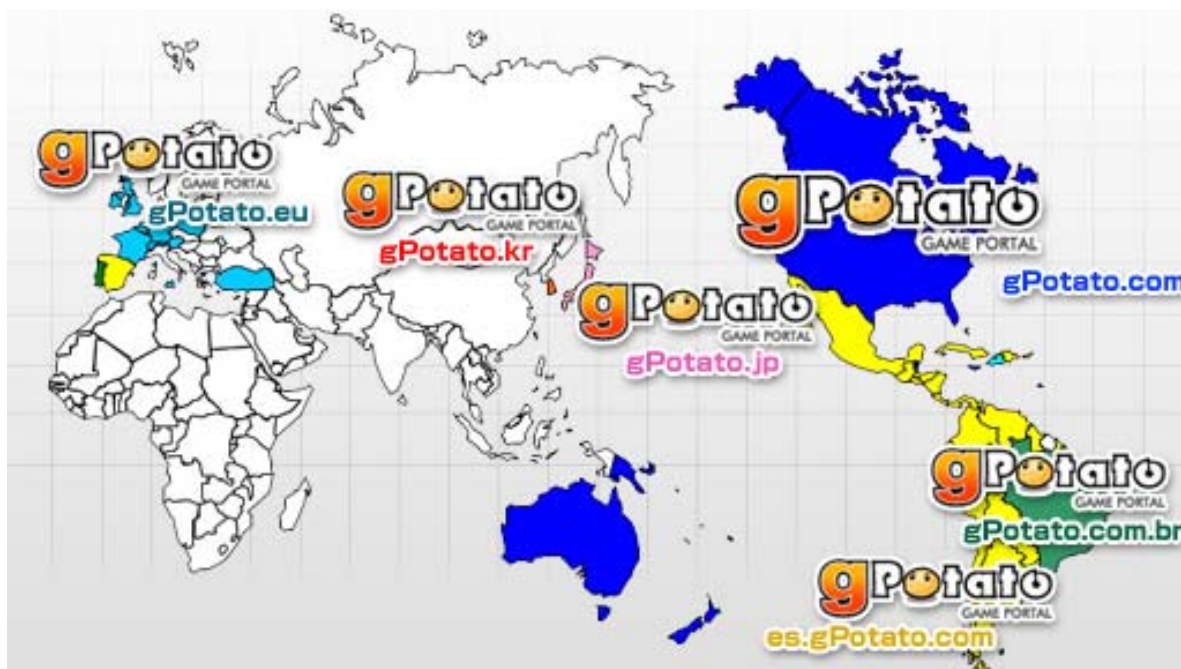 gPotato
GAME PORTAL
gPotato.eu
gPotato
GAME PORTAL
gPotato.kr
gPotato
GAME PORTAL
gPotato.com
gPotato
GAME PORTAL
gPotato.jp
gPotato
GAME PORTAL
gPotato.com.br
gPotato
GAME PORTAL
es.gPotato.com